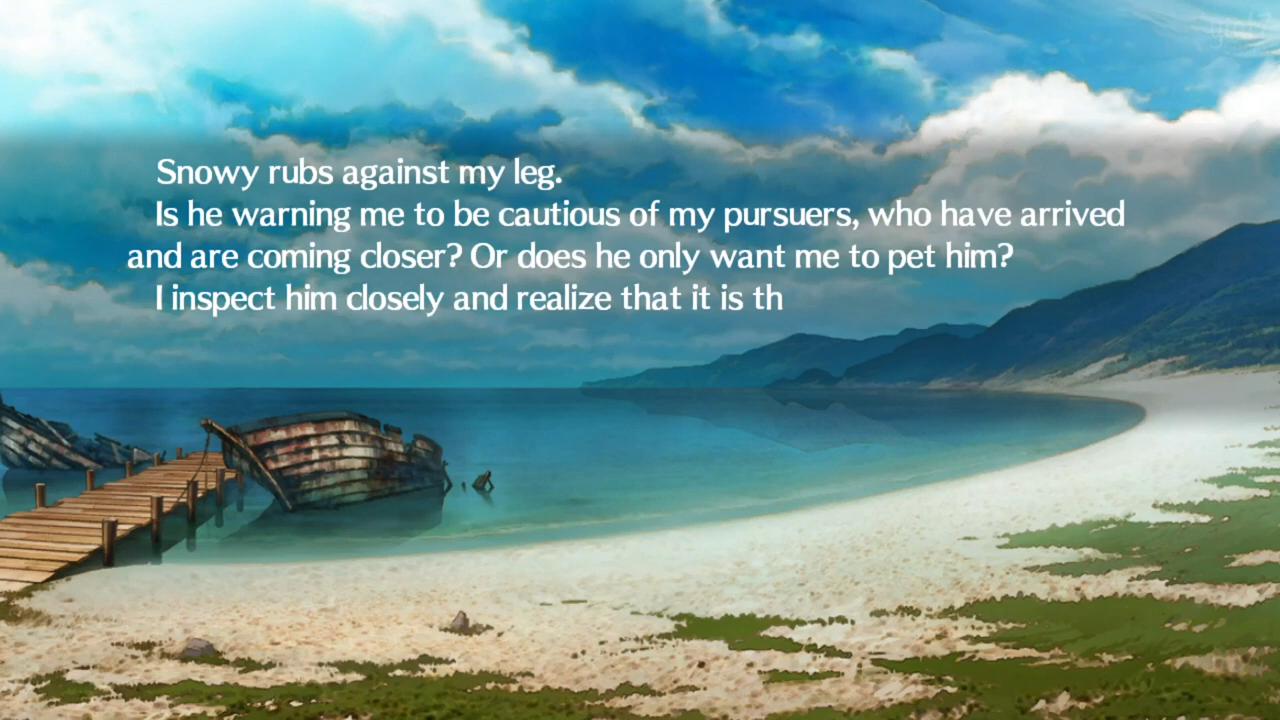 Snowy rubs against my leg.
Is he warning me to be cautious of my pursuers, who have arrived
and are coming closer? Or does he only want me to pet him?
I inspect him closely and realize that it is th